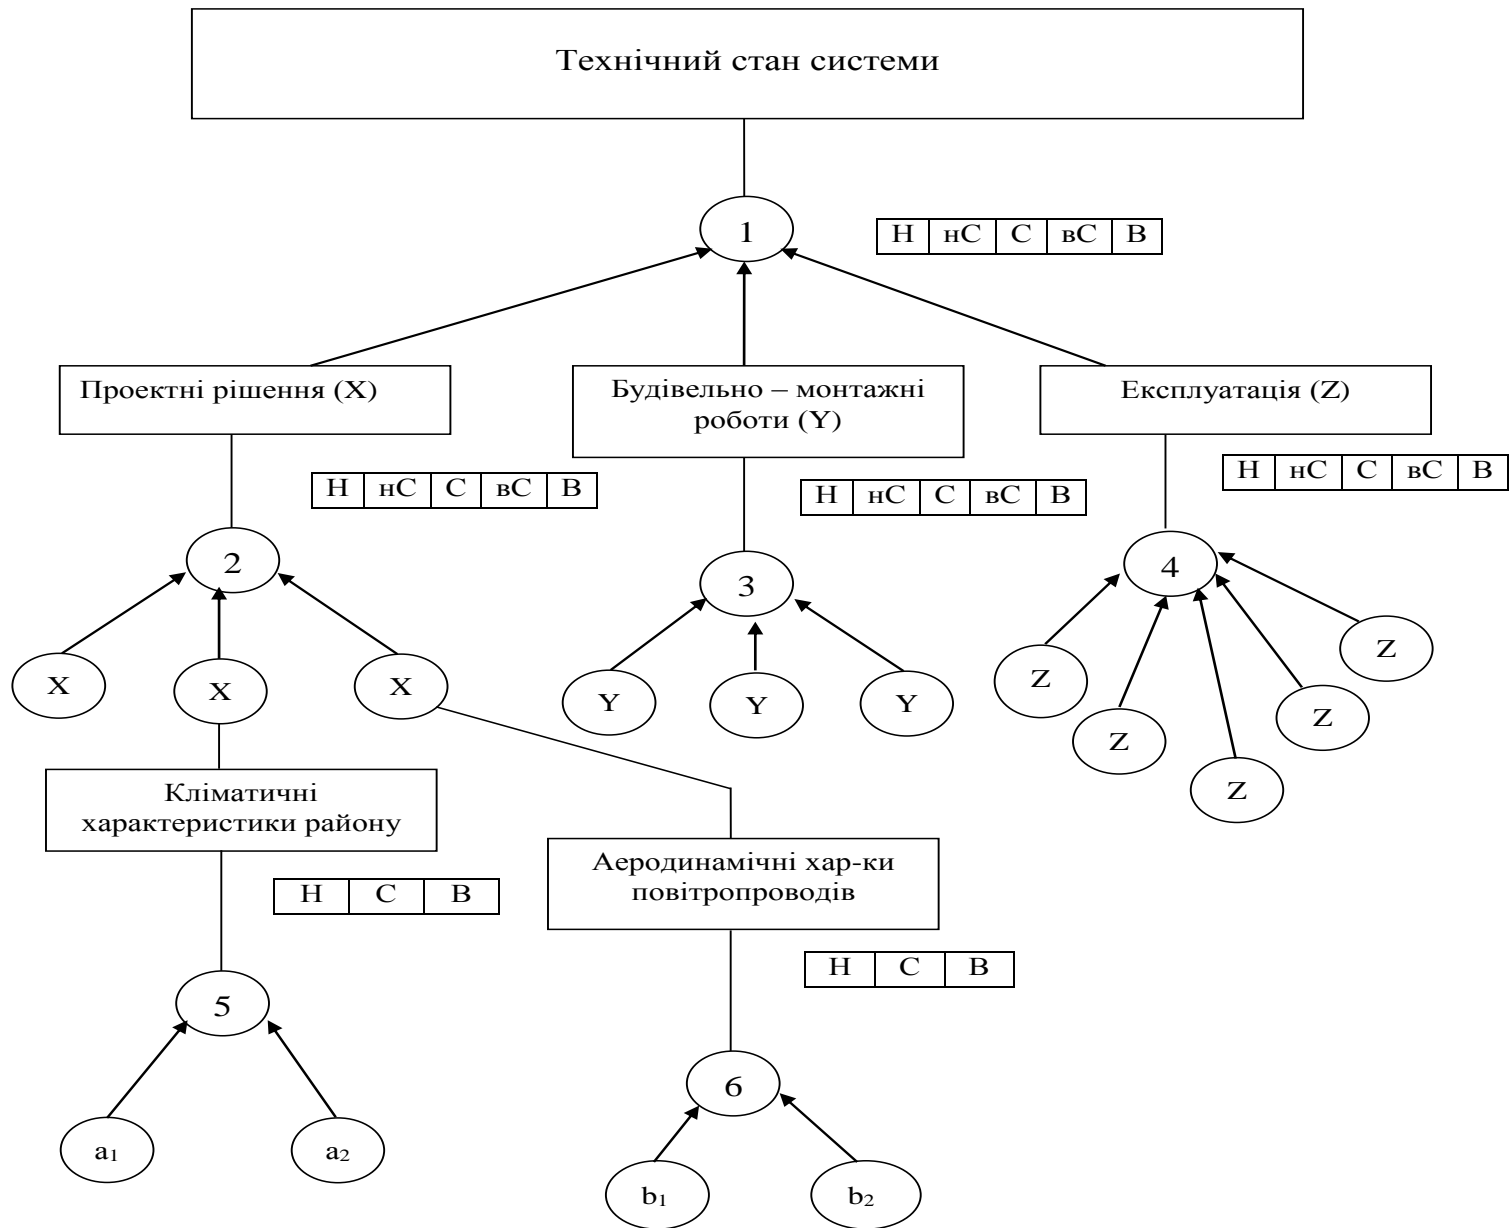 Технічний стан системи
1
Н нС С вС В
Проектні рішення (X)
Будівельно – монтажні
роботи (Y)
Експлуатація (Z)
Н нС С вС В
Н нС С вС В
Н нС С вС В
2
3
4
X
X
X
Y
Y
Y
Z
Z
Z
Z
Z
Кліматичні
характеристики району
Н С В
Аеродинамічні хар-ки
повітропроводів
Н С В
5
6
a₁
a₂
b₁
b₂